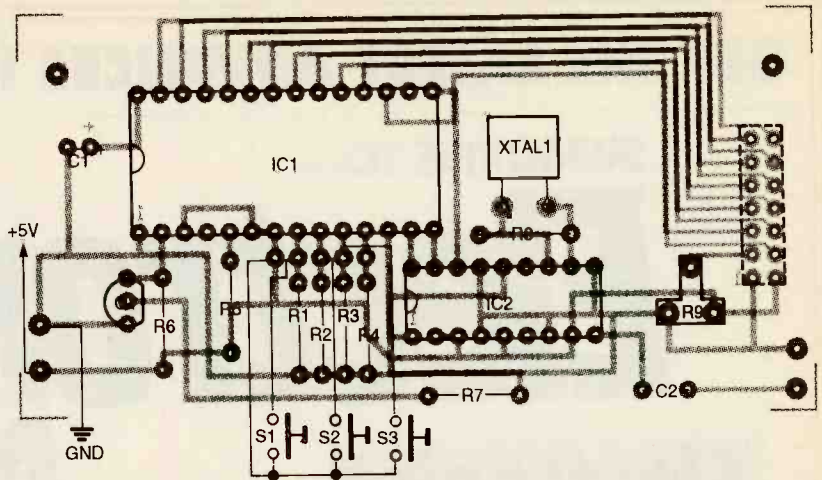 XTAL1
C1
IC1
+5V
R8
R6
R5
R1
R3
IC2
R2
R4
R9
R7
C2
S1
S2
S3
GND